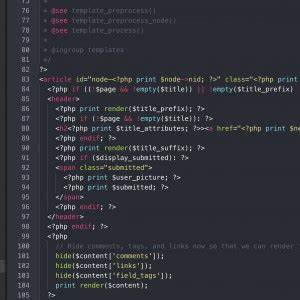 75 *
76 * @see template_preprocess()
77 * @see template_preprocess_node()
78 * @see template_process()
79 *
80 * @ingroup templates
81 */
82 ?>
83 <article id="node-<?php print $node->nid; ?>" class="<?php print
84 <?php if ((!$page && !empty($title)) || !empty($title_prefix)
85 <header>
86 <?php print render($title_prefix); ?>
87 <?php if (!$page && !empty($title)): ?>
88 <h2<?php print $title_attributes; ?>><a href="<?php print
89 <?php endif; ?>
90 <?php print render($title_suffix); ?>
91 <?php if ($display_submitted): ?>
92 <span class="submitted">
93 <?php print $user_picture; ?>
94 <?php print $submitted; ?>
95 </span>
96 <?php endif; ?>
97 </header>
98 <?php endif; ?>
99 <?php
100 // Hide comments, tags, and links now so that we can render
101 hide($content['comments']);
102 hide($content['links']);
103 hide($content['field_tags']);
104 print render($content);
105 ?>